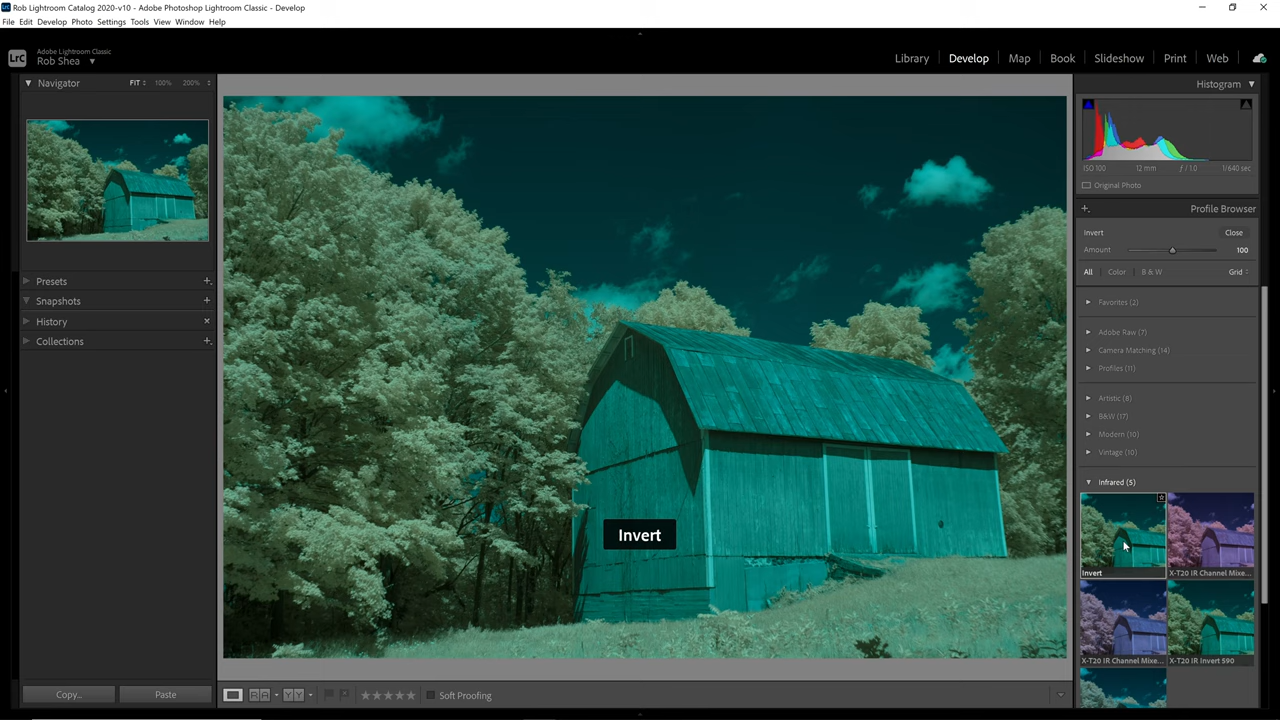 Rob Lightroom Catalog 2020-v10 - Adobe Photoshop Lightroom Classic - Develop
File Edit Develop Photo Settings Tools View Window Help
LrC
Adobe Lightroom Classic
Rob Shea
Library Develop Map Book Slideshow Print Web
Navigator FIT 100% 200%
Presets
Snapshots
History
Collections
Copy... Paste
Invert
Soft Proofing
Histogram
ISO 100 12 mm ƒ / 1.0 1/640 sec
Original Photo
Profile Browser
Invert Close
Amount 100
All Color B & W Grid
Favorites (2)
Adobe Raw (7)
Camera Matching (14)
Profiles (11)
Artistic (8)
B&W (17)
Modern (10)
Vintage (10)
Infrared (5)
Invert X-T20 IR Channel Mixe...
X-T20 IR Channel Mixe... X-T20 IR Invert 590